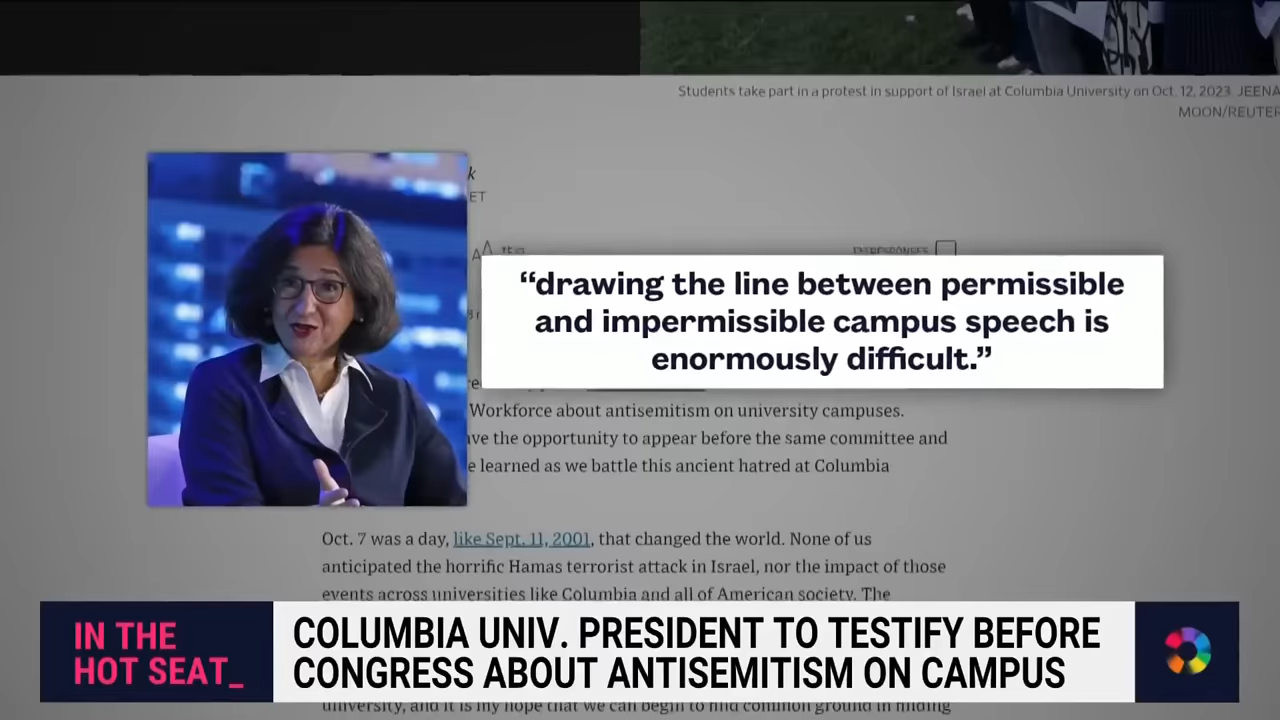 Students take part in a protest in support of Israel at Columbia University on Oct. 12, 2023. JEENA
MOON/REUTER
ET
“drawing the line between permissible
and impermissible campus speech is
enormously difficult.”
Workforce about antisemitism on university campuses.
the opportunity to appear before the same committee and
learned as we battle this ancient hatred at Columbia
Oct. 7 was a day, like Sept. 11, 2001, that changed the world. None of us
anticipated the horrific Hamas terrorist attack in Israel, nor the impact of those
events across universities like Columbia and all of American society. The
IN THE
HOT SEAT_
COLUMBIA UNIV. PRESIDENT TO TESTIFY BEFORE
CONGRESS ABOUT ANTISEMITISM ON CAMPUS
university, and it is my hope that we can begin to find common ground in finding